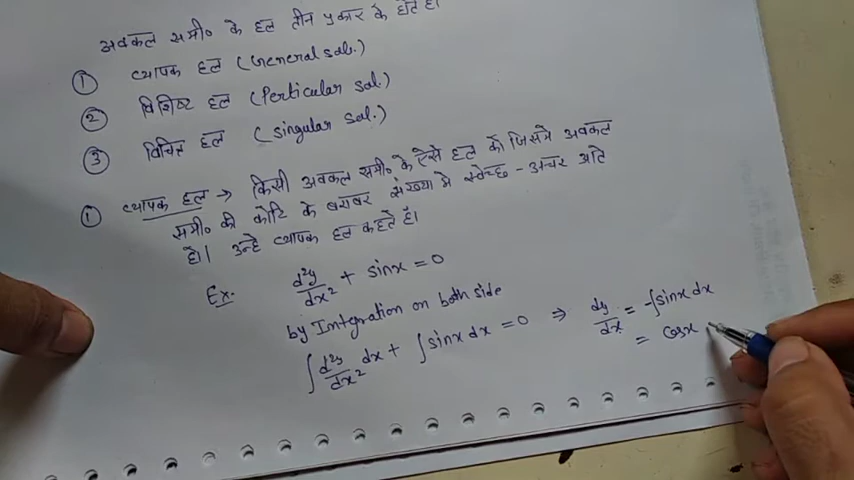 अवकल समी० के हल तीन प्रकार के होते हैं।
① व्यापक हल (General sol.)
② विशिष्ट हल (Perticular sol.)
③ विचित्र हल (singular sol.)
① व्यापक हल → किसी अवकल समी० के ऐसे हल को जिसमे अवकल
समी० की कोटि के बराबर संख्या मे स्वेच्छ - अचर आते
हो। उन्हे व्यापक हल कहते है।
Ex. d²y/dx² + sinx = 0
by Integration on both side
∫ d²y/dx² dx + ∫ sinx dx = 0 ⇒ dy/dx = -∫sinx dx
= cosx